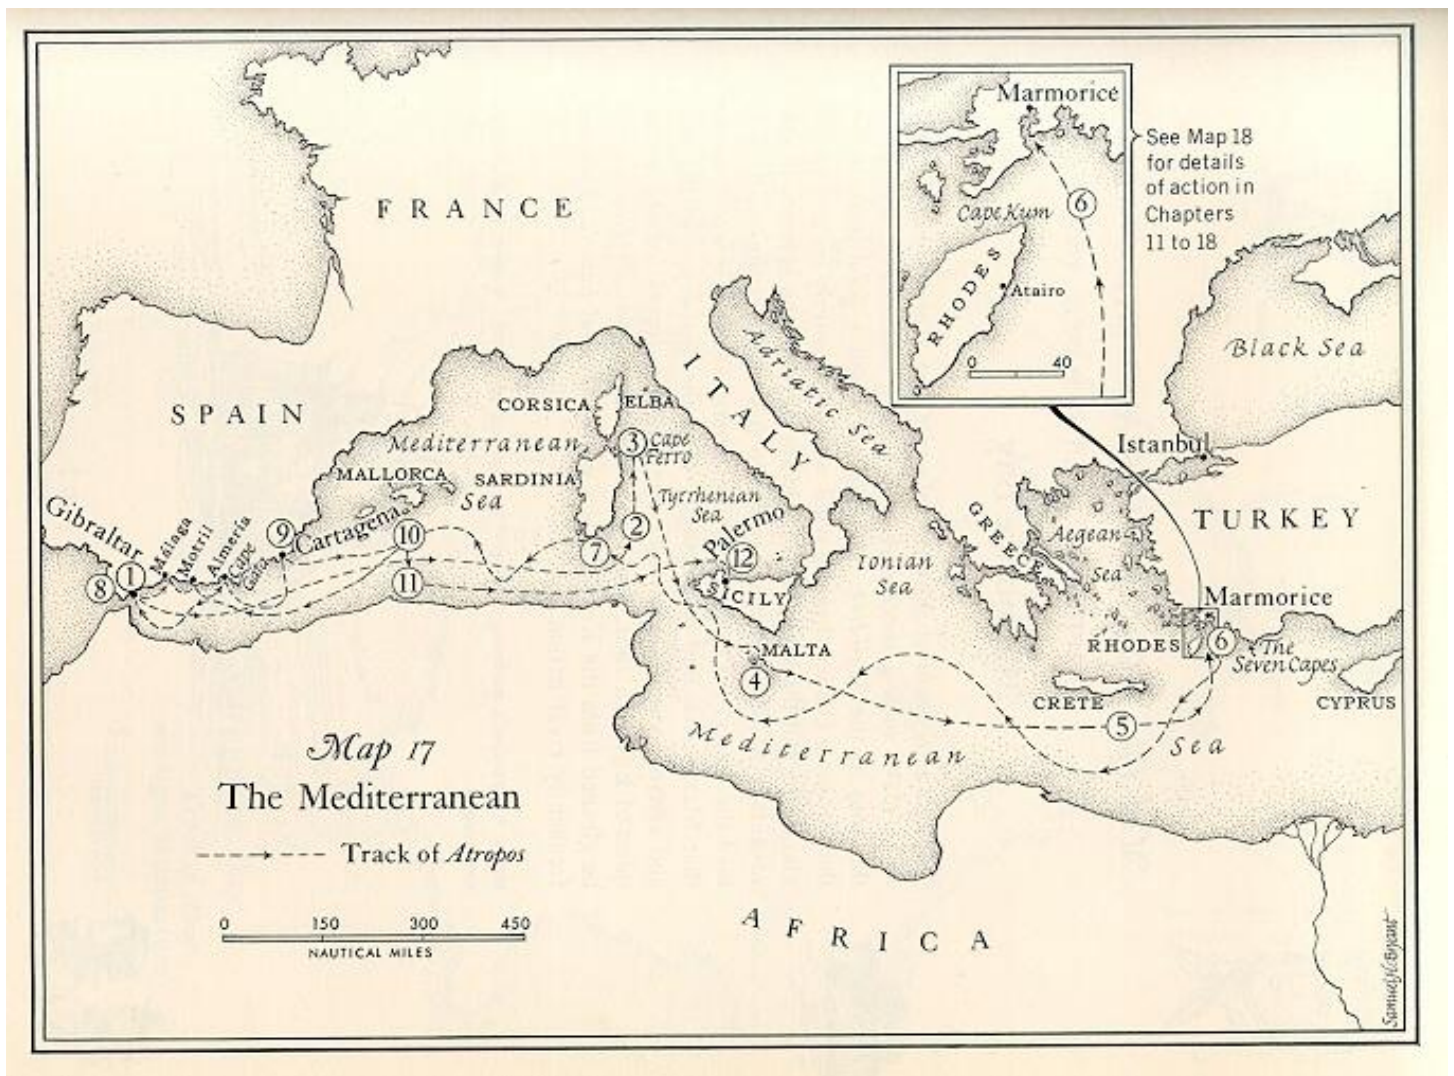 Marmorice
See Map 18
for details
of action in
Chapters
11 to 18
Cape Kum
6
RHODES
Atairo
0 40
FRANCE
Black Sea
ITALY
Adriatic Sea
SPAIN
CORSICA
ELBA
Mediterranean
Sea
3
Cape
Ferro
Istanbul
MALLORCA
SARDINIA
Tyrrhenian
Sea
Gibraltar
Málaga
Motril
Almería
Cape
Gata
9
Cartagena
10
7
2
Palermo
12
Ionian
Sea
GREECE
Aegean
Sea
TURKEY
8
1
11
SICILY
Marmorice
RHODES
6
The
Seven Capes
MALTA
4
CRETE
5
CYPRUS
Mediterranean Sea
Map 17
The Mediterranean
Track of Atropos
0 150 300 450
NAUTICAL MILES
AFRICA
Samuel H. Bryant